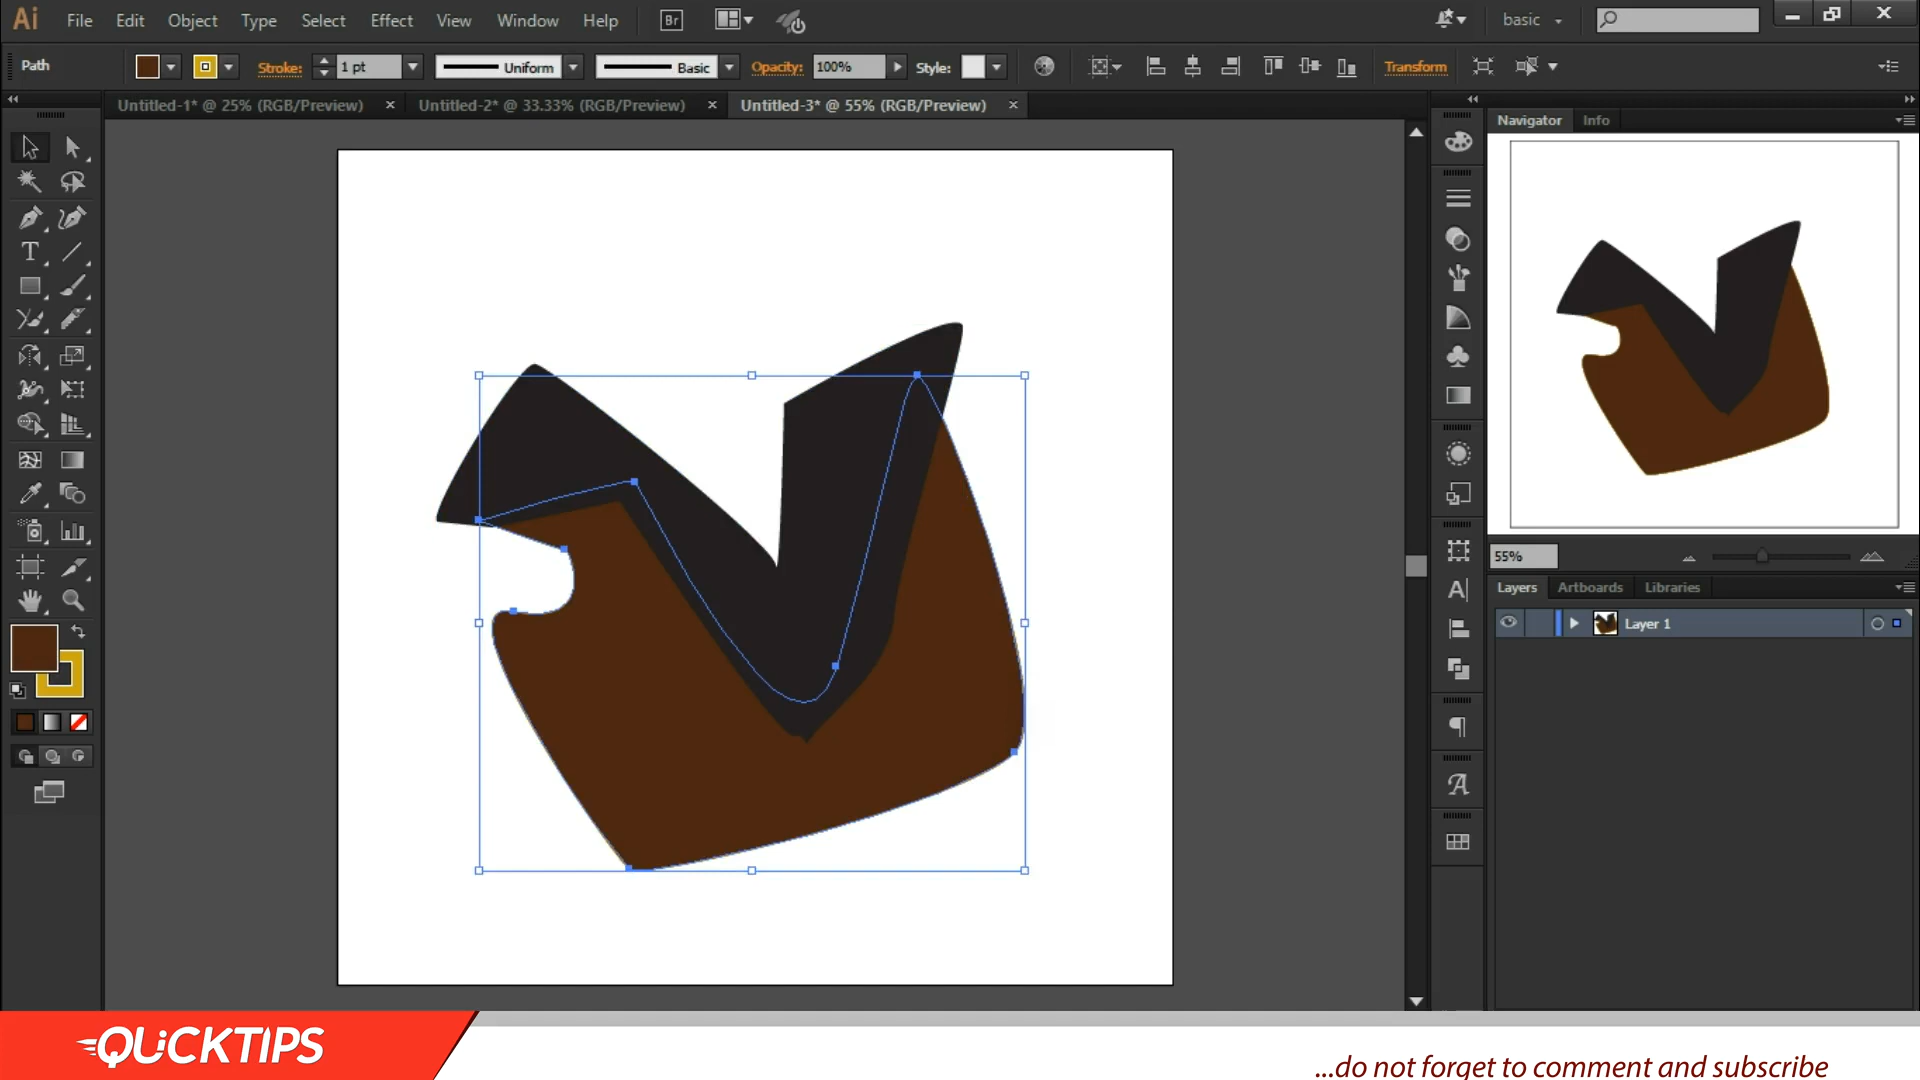 Ai File Edit Object Type Select Effect View Window Help Br basic
Path Stroke: 1 pt Uniform Basic Opacity: 100% Style: Transform
Untitled-1* @ 25% (RGB/Preview) Untitled-2* @ 33.33% (RGB/Preview) Untitled-3* @ 55% (RGB/Preview)
Navigator Info
55%
Layers Artboards Libraries
Layer 1
QUICKTIPS
...do not forget to comment and subscribe